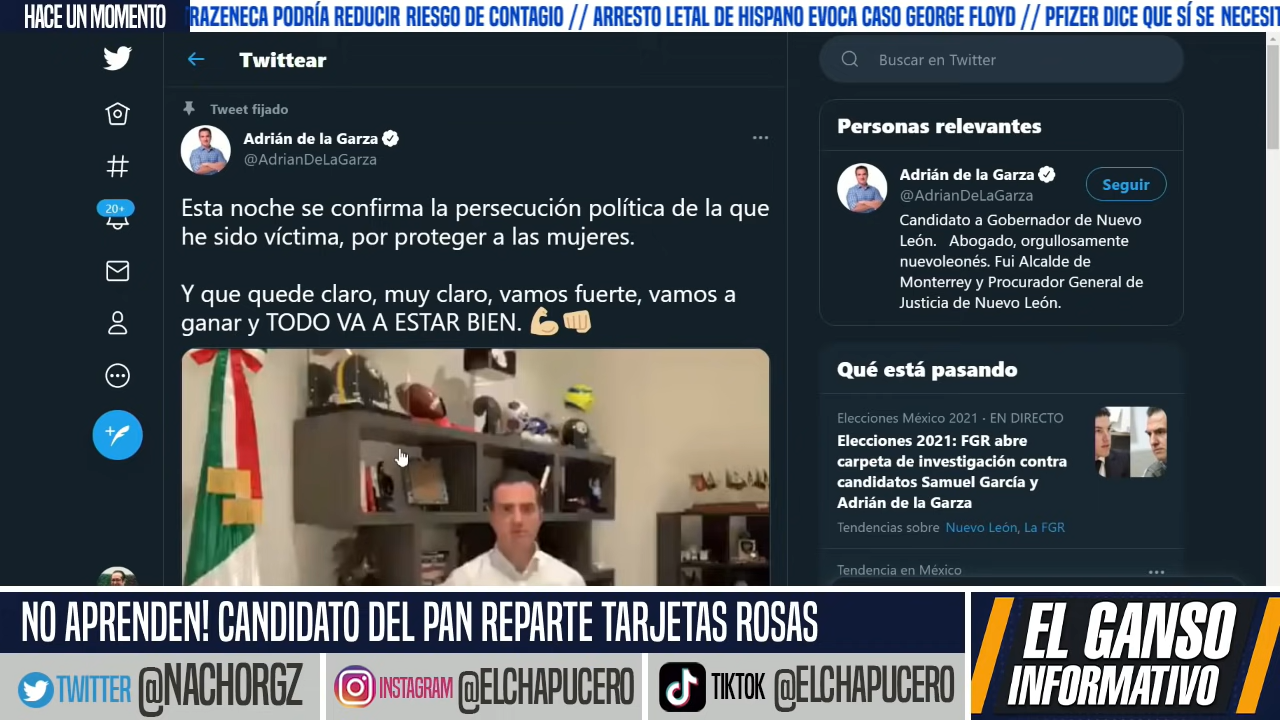 HACE UN MOMENTO
RAZENECA PODRÍA REDUCIR RIESGO DE CONTAGIO // ARRESTO LETAL DE HISPANO EVOCA CASO GEORGE FLOYD // PFIZER DICE QUE SÍ SE NECESIT
Twittear
Buscar en Twitter
Tweet fijado
Adrián de la Garza
@AdrianDeLaGarza
Esta noche se confirma la persecución política de la que
he sido víctima, por proteger a las mujeres.
Y que quede claro, muy claro, vamos fuerte, vamos a
ganar y TODO VA A ESTAR BIEN. 💪🏼👊🏼
20+
Personas relevantes
Adrián de la Garza
@AdrianDeLaGarza
Seguir
Candidato a Gobernador de Nuevo
León. Abogado, orgullosamente
nuevoleonés. Fui Alcalde de
Monterrey y Procurador General de
Justicia de Nuevo León.
Qué está pasando
Elecciones México 2021 · EN DIRECTO
Elecciones 2021: FGR abre
carpeta de investigación contra
candidatos Samuel García y
Adrián de la Garza
Tendencias sobre Nuevo León, La FGR
Tendencia en México
NO APRENDEN! CANDIDATO DEL PAN REPARTE TARJETAS ROSAS
TWITTER @NACHORGZ
INSTAGRAM @ELCHAPUCERO
TIKTOK @ELCHAPUCERO
EL GANSO
INFORMATIVO